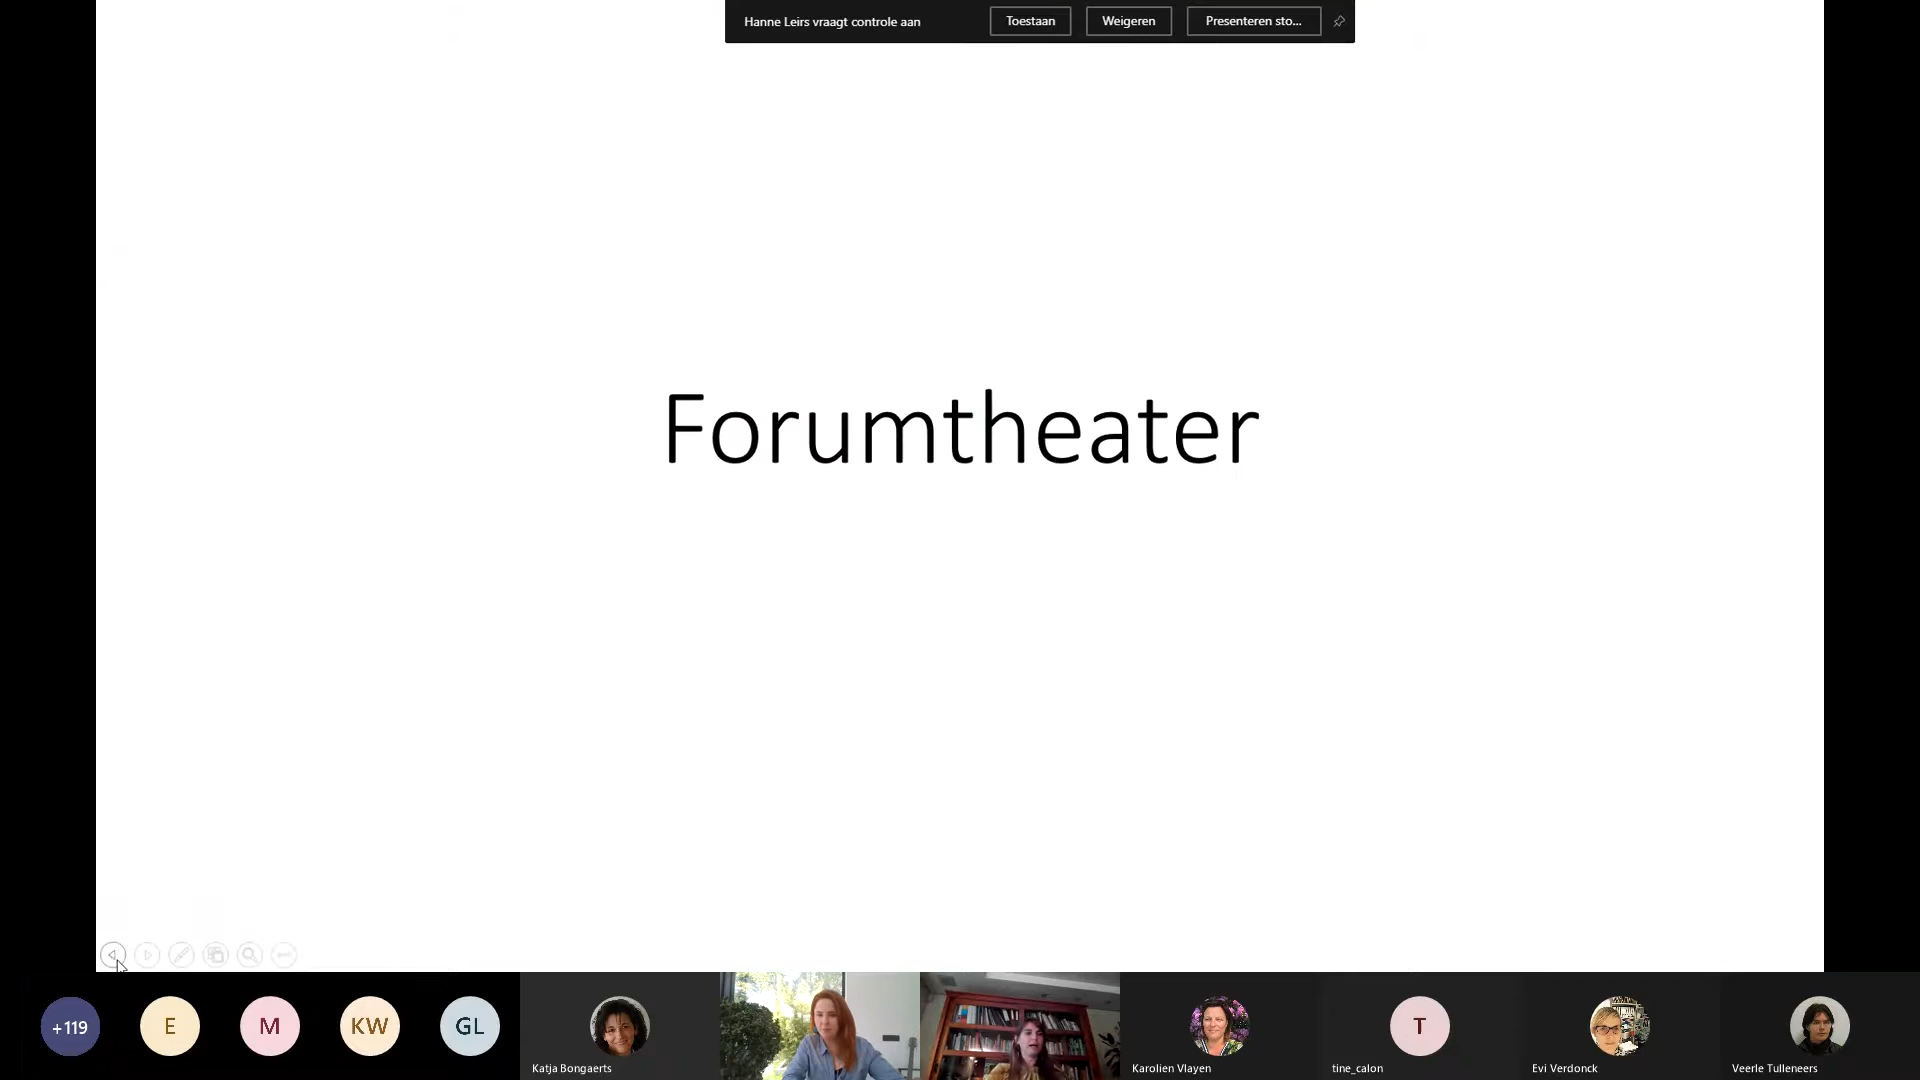 Hanne Leirs vraagt controle aan
Toestaan
Weigeren
Presenteren sto...
Forumtheater
+119
E
M
KW
GL
T
Katja Bongaerts
Karolien Vlayen
tine_calon
Evi Verdonck
Veerle Tulleneers